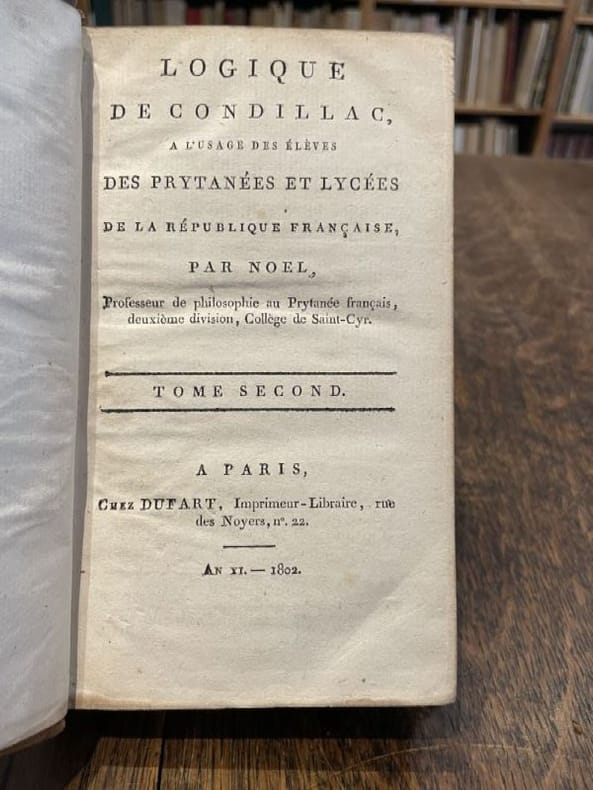 LOGIQUE
DE CONDILLAC,
A L'USAGE DES ÉLÈVES
DES PRYTANÉES ET LYCÉES
DE LA RÉPUBLIQUE FRANÇAISE,
PAR NOEL,
Professeur de philosophie au Prytanée français,
deuxième division, Collège de Saint-Cyr.
TOME SECOND.
A PARIS,
CHEZ DUFART, Imprimeur-Libraire, rue
des Noyers, nº. 22.
AN XI. — 1802.